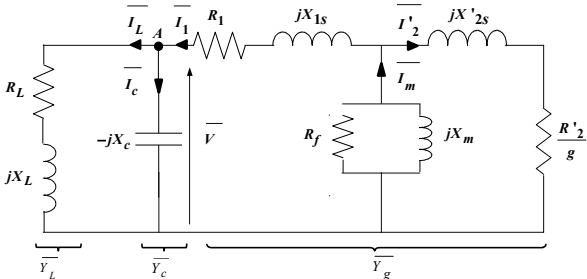 I_L A I_1 R_1 jX_1s I'_2 jX'_2s
I_c I_m
R_L -jX_c V R_f jX_m R'_2/g
jX_L
Y_L Y_c Y_g